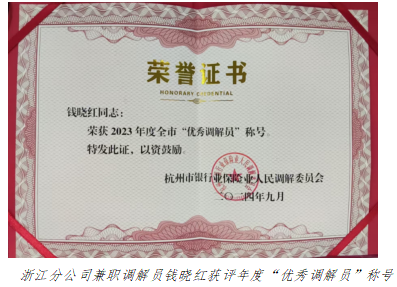 荣誉证书
HONORARY CREDENTIAL
钱晓红同志：
荣获2023年度全市“优秀调解员”称号。
特发此证，以资鼓励。
杭州市银行业保险业人民调解委员会
二〇二四年九月
浙江分公司兼职调解员钱晓红获评年度“优秀调解员”称号